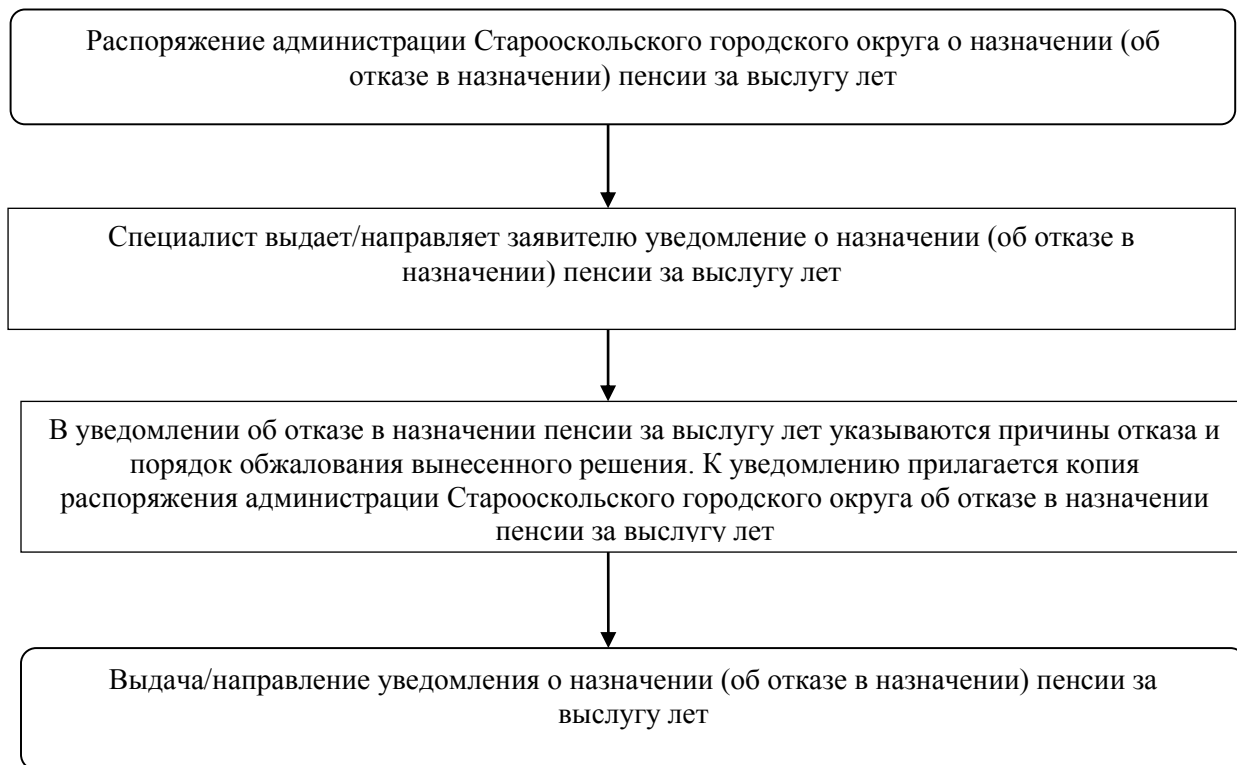 Распоряжение администрации Старооскольского городского округа о назначении (об
отказе в назначении) пенсии за выслугу лет
Специалист выдает/направляет заявителю уведомление о назначении (об отказе в
назначении) пенсии за выслугу лет
В уведомлении об отказе в назначении пенсии за выслугу лет указываются причины отказа и
порядок обжалования вынесенного решения. К уведомлению прилагается копия
распоряжения администрации Старооскольского городского округа об отказе в назначении
пенсии за выслугу лет
Выдача/направление уведомления о назначении (об отказе в назначении) пенсии за
выслугу лет